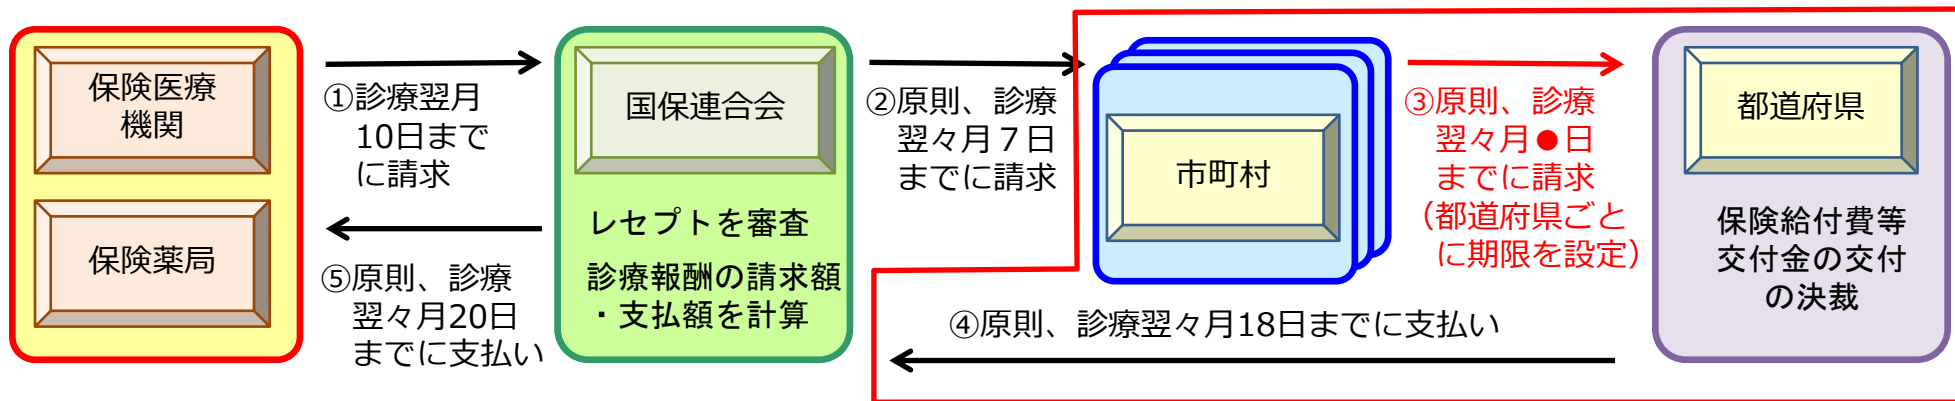 保険医療
機関
保険薬局
①診療翌月
10日まで
に請求
⑤原則、診療
翌々月20日
までに支払い
国保連合会
レセプトを審査
診療報酬の請求額
・支払額を計算
②原則、診療
翌々月７日
までに請求
市町村
③原則、診療
翌々月●日
までに請求
（都道府県ごと
に期限を設定）
④原則、診療翌々月18日までに支払い
都道府県
保険給付費等
交付金の交付
の決裁